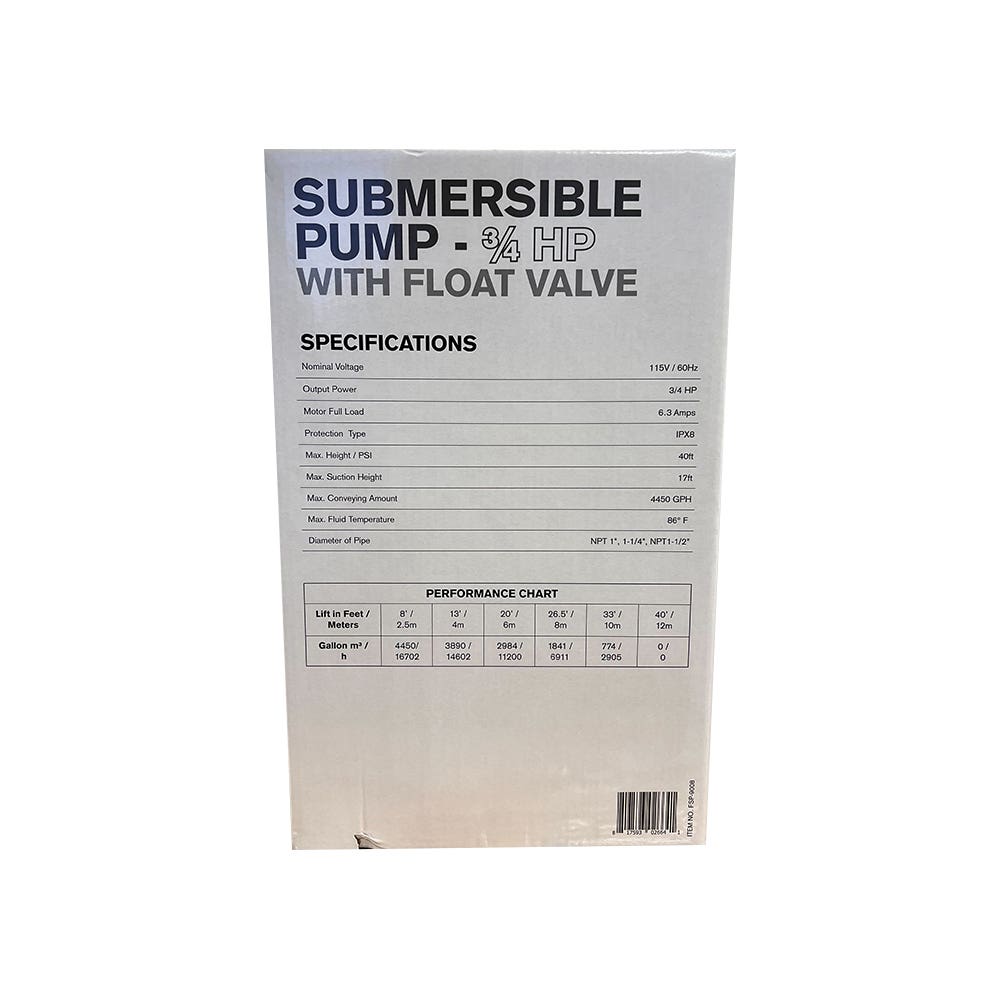 SUBMERSIBLE
PUMP - ¾ HP
WITH FLOAT VALVE
SPECIFICATIONS
Nominal Voltage 115V / 60Hz
Output Power 3/4 HP
Motor Full Load 6.3 Amps
Protection Type IPX8
Max. Height / PSI 40ft
Max. Suction Height 17ft
Max. Conveying Amount 4450 GPH
Max. Fluid Temperature 86° F
Diameter of Pipe NPT 1", 1-1/4", NPT1-1/2"
PERFORMANCE CHART
Lift in Feet / 8' / 13' / 20' / 26.5' / 33' / 40' /
Meters 2.5m 4m 6m 8m 10m 12m
Gallon m³ / 4450/ 3890 / 2984 / 1841 / 774 / 0 /
h 16702 14602 11200 6911 2905 0
8 17593 02664 1
ITEM NO. FSP-9008